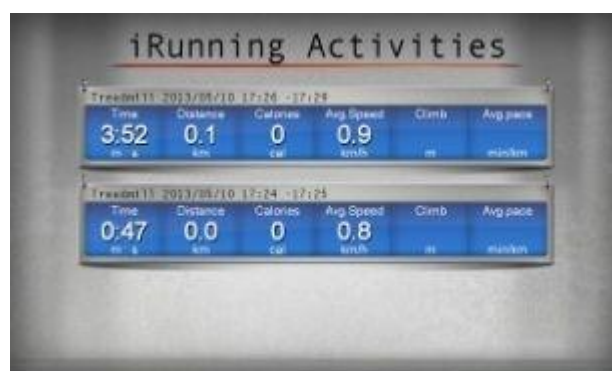 iRunning Activities
Treadmill 2013/05/10 17:26 -17:29
Time Distance Calories Avg.Speed Climb Avg.pace
3:52 0.1 0 0.9
m s km cal km/h m min/km
Treadmill 2013/05/10 17:24 -17:25
Time Distance Calories Avg.Speed Climb Avg.pace
0:47 0.0 0 0.8
m s km cal km/h m min/km